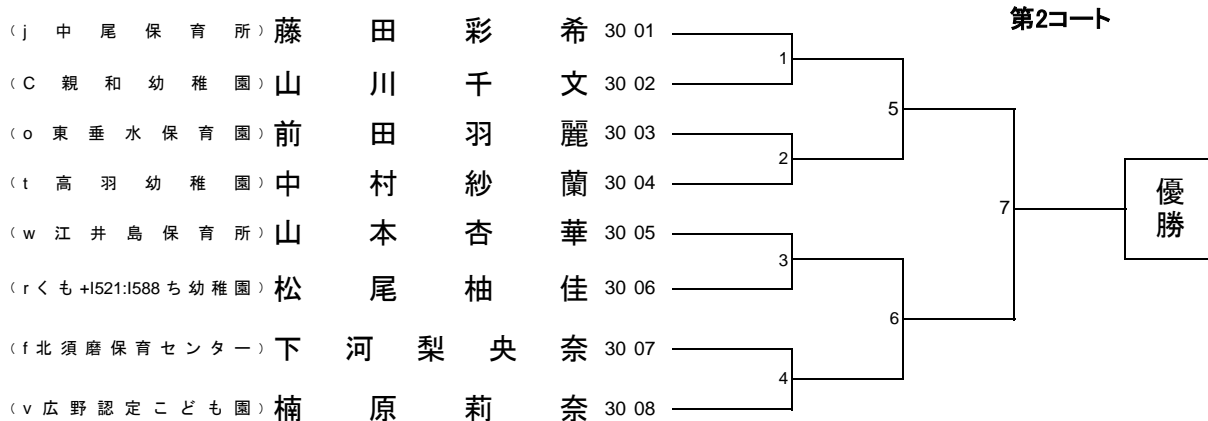 第2コート
(j 中尾保育所) 藤田彩希 30 01
1
(C 親和幼稚園) 山川千文 30 02
5
(o 東垂水保育園) 前田羽麗 30 03
2
(t 高羽幼稚園) 中村紗蘭 30 04
7
優勝
(w 江井島保育所) 山本杏華 30 05
3
(r くも+I521:I588ち幼稚園) 松尾柚佳 30 06
6
(f 北須磨保育センター) 下河梨央奈 30 07
4
(v 広野認定こども園) 楠原莉奈 30 08